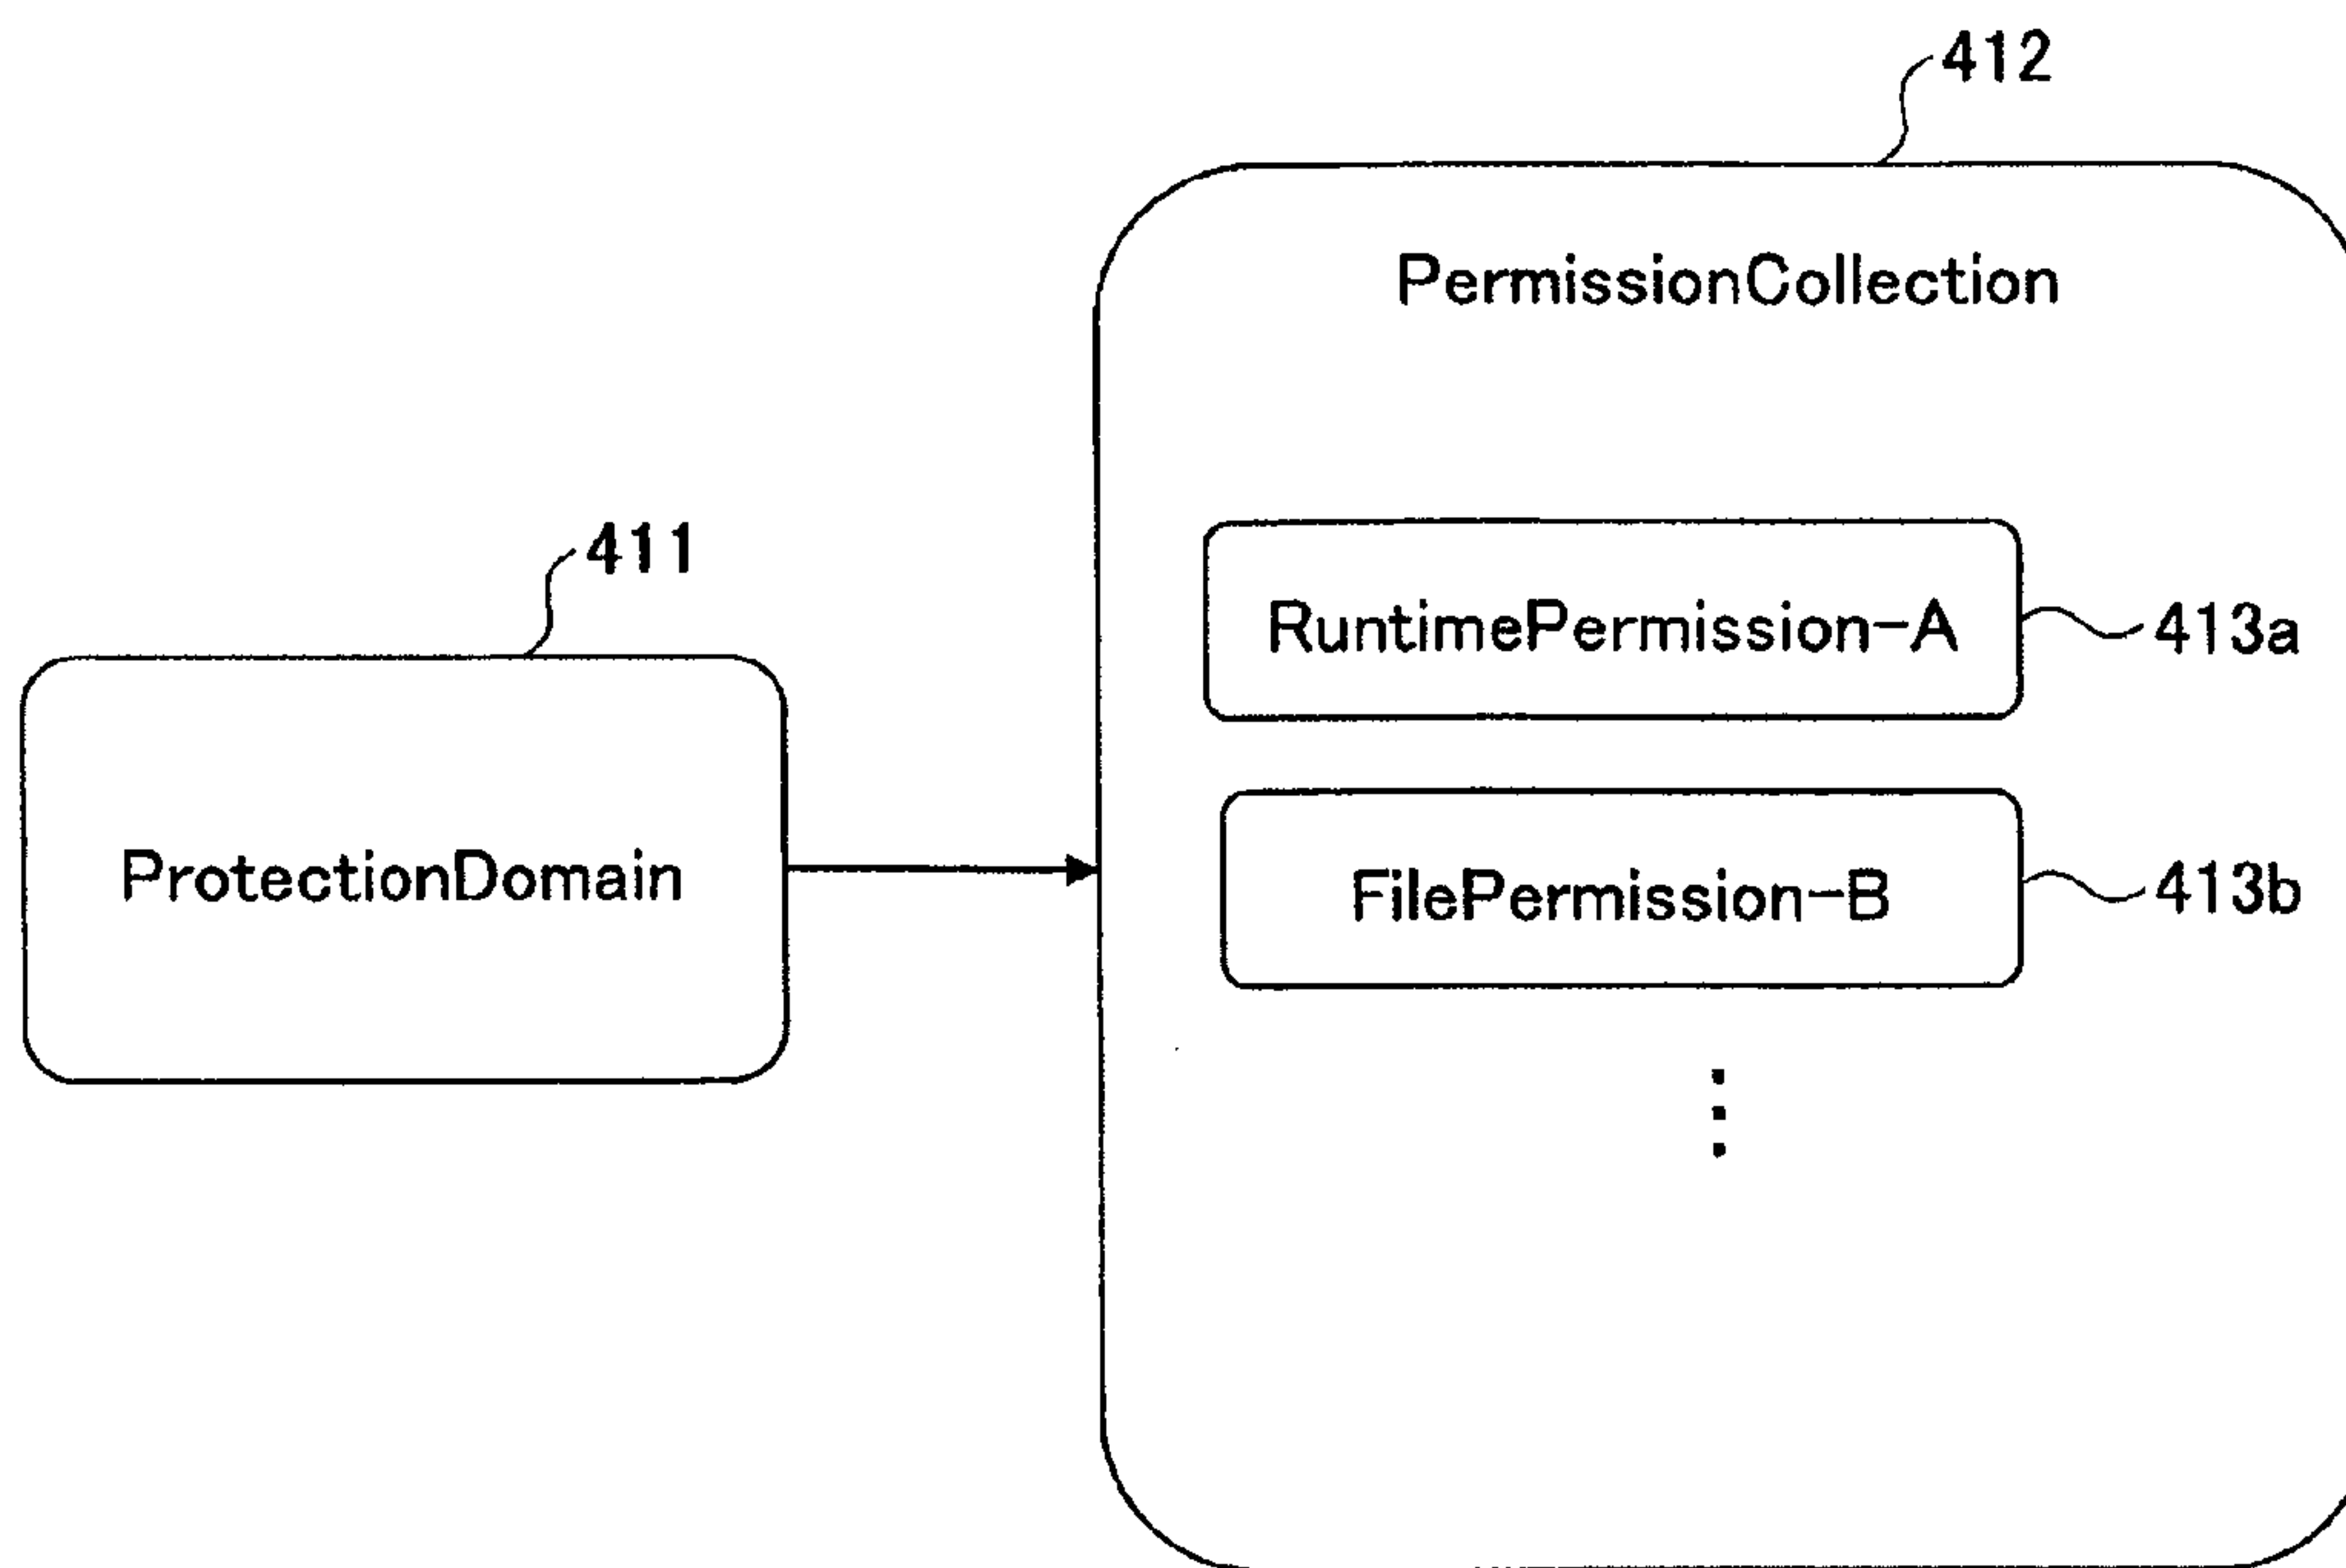 412
PermissionCollection
411
RuntimePermission-A
413a
ProtectionDomain
FilePermission-B
413b